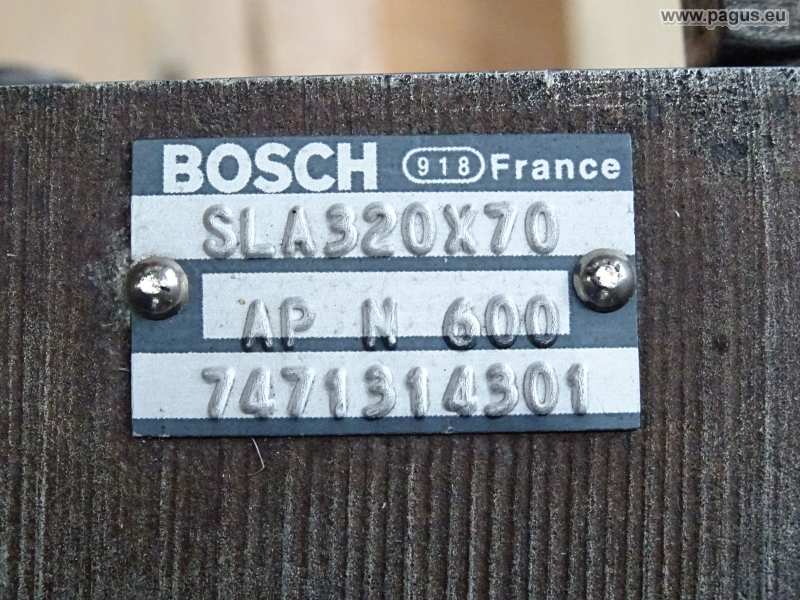 www.pagus.eu
BOSCH 918 France
SLA320X70
AP N 600
7471314301